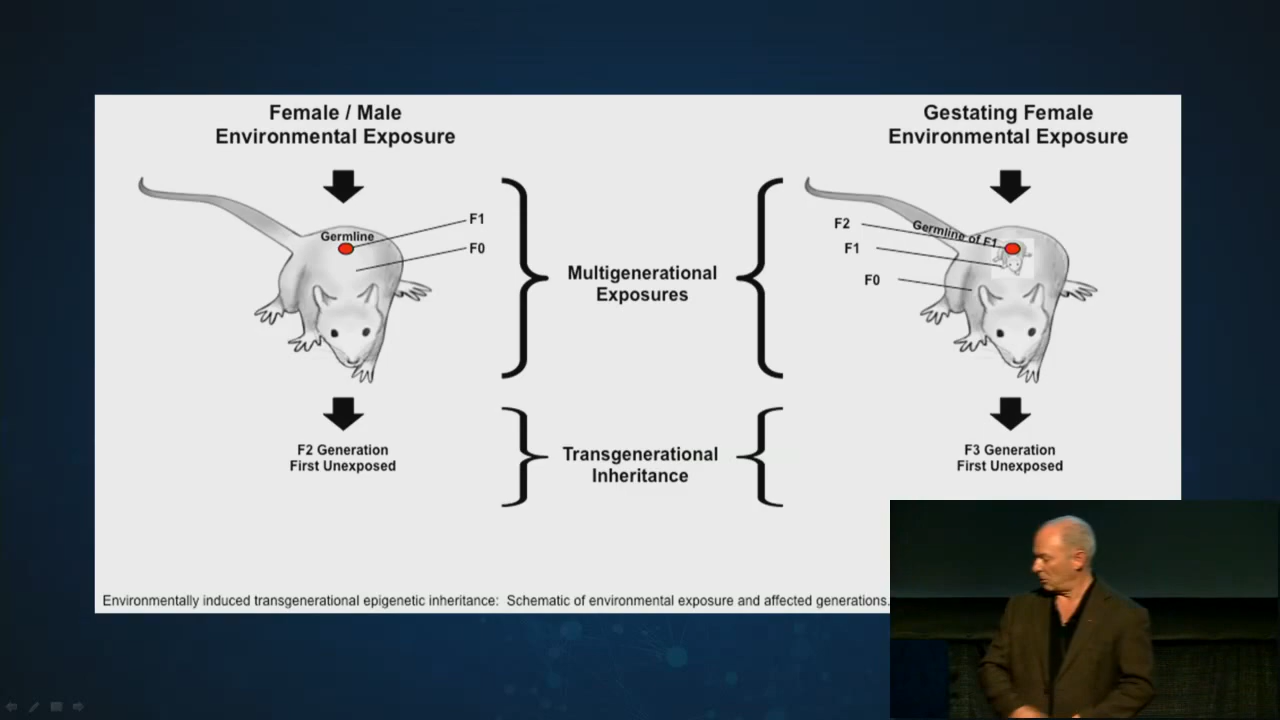 Female / Male
Environmental Exposure
Germline
F1
F0
Multigenerational
Exposures
F2 Generation
First Unexposed
Transgenerational
Inheritance
Gestating Female
Environmental Exposure
F2
Germline of F1
F1
F0
F3 Generation
First Unexposed
Environmentally induced transgenerational epigenetic inheritance: Schematic of environmental exposure and affected generations.